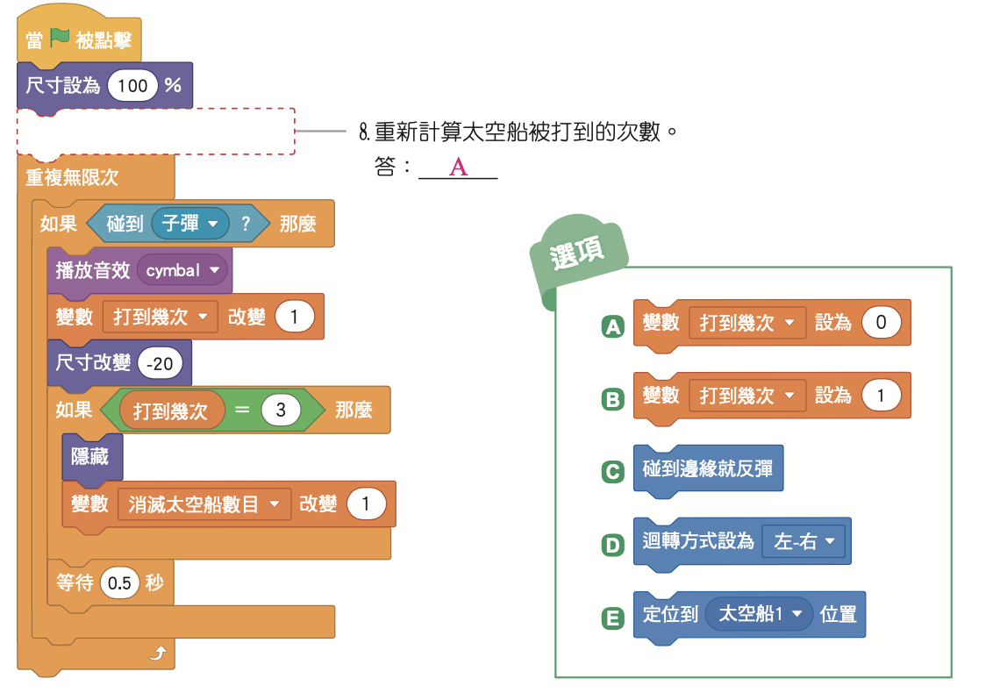 當 被點擊
尺寸設為 100 %
8. 重新計算太空船被打到的次數。
答： A
重複無限次
如果 碰到 子彈 ? 那麼
播放音效 cymbal
變數 打到幾次 改變 1
尺寸改變 -20
如果 打到幾次 = 3 那麼
隱藏
變數 消滅太空船數目 改變 1
等待 0.5 秒
選項
A 變數 打到幾次 設為 0
B 變數 打到幾次 設為 1
C 碰到邊緣就反彈
D 迴轉方式設為 左-右
E 定位到 太空船1 位置